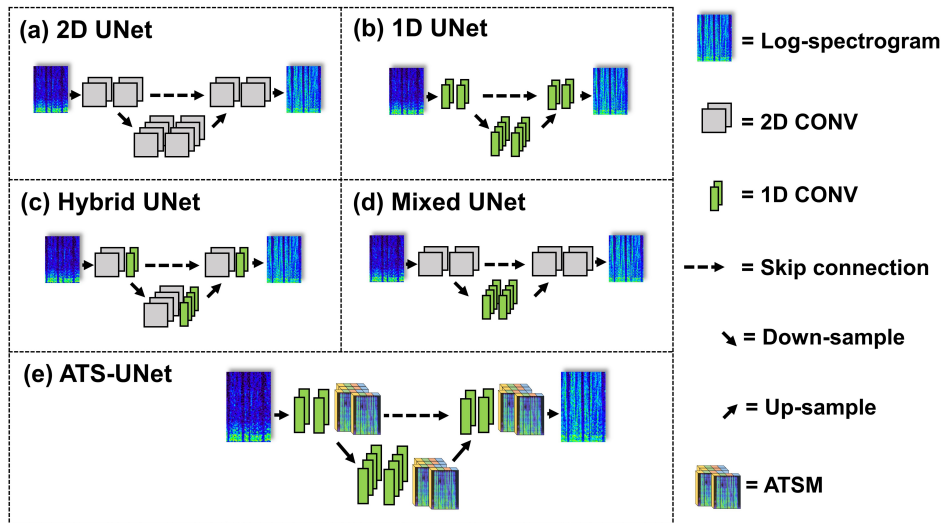 (a) 2D UNet
(b) 1D UNet
(c) Hybrid UNet
(d) Mixed UNet
(e) ATS-UNet
= Log-spectrogram
= 2D CONV
= 1D CONV
= Skip connection
= Down-sample
= Up-sample
= ATSM